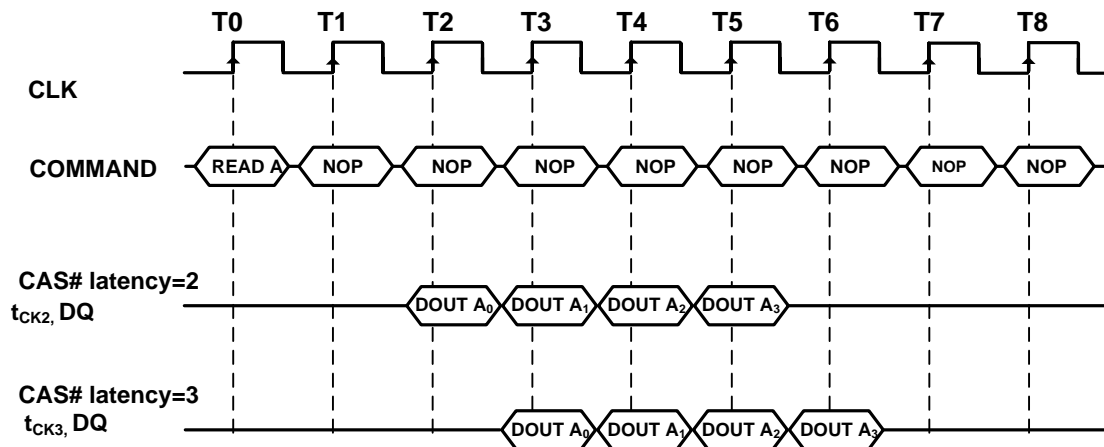 T0 T1 T2 T3 T4 T5 T6 T7 T8
CLK
COMMAND READ A NOP NOP NOP NOP NOP NOP NOP NOP
CAS# latency=2
tCK2, DQ DOUT A0 DOUT A1 DOUT A2 DOUT A3
CAS# latency=3
tCK3, DQ DOUT A0 DOUT A1 DOUT A2 DOUT A3